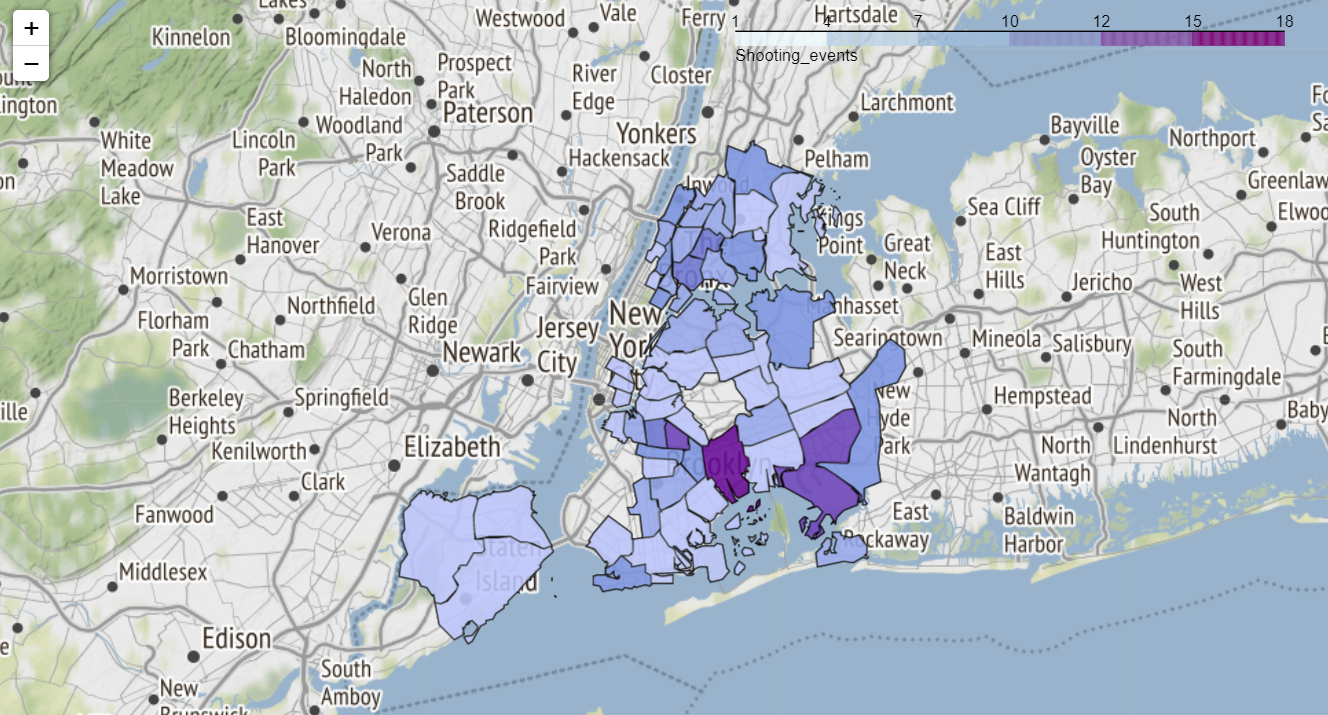 +
−
Lakes
Kinnelon
Bloomingdale
Westwood
Vale
Ferry
Hartsdale
1
4
7
10
12
15
18
Shooting_events
North
Haledon
Prospect
Park
River
Edge
Closter
Larchmont
ington
White
Meadow
Lake
Lincoln
Park
Woodland
Park
Paterson
Yonkers
Hackensack
Pelham
Bayville
Northport
Oyster
Bay
Saddle
Brook
Inwood
Greenlaw
East
Hanover
Verona
Ridgefield
Park
Kings
Point
Great
Neck
Sea Cliff
South
Huntington
Elwoo
East
Hills
Morristown
Northfield
Glen
Ridge
Fairview
Bronx
Manhasset
Jericho
West
Hills
Florham
Park
Chatham
Newark
Jersey
City
New
York
Searingtown
Mineola
Salisbury
South
Farmingdale
ville
Berkeley
Heights
Springfield
New
Hyde
Park
Hempstead
North
Lindenhurst
Baby
Kenilworth
Elizabeth
Brooklyn
North
Wantagh
Clark
Fanwood
East
Rockaway
Baldwin
Harbor
Staten
Island
Middlesex
Edison
South
Amboy
New
Brunswick